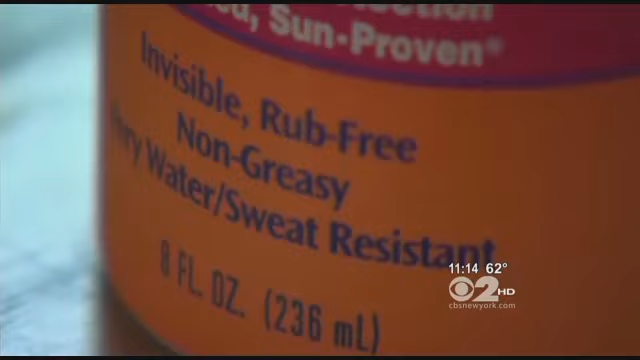 Sun-Proven®
Invisible, Rub-Free
Non-Greasy
Water/Sweat Resistant
8 FL. OZ. (236 mL)
11:14 62°
2 HD
cbsnewyork.com